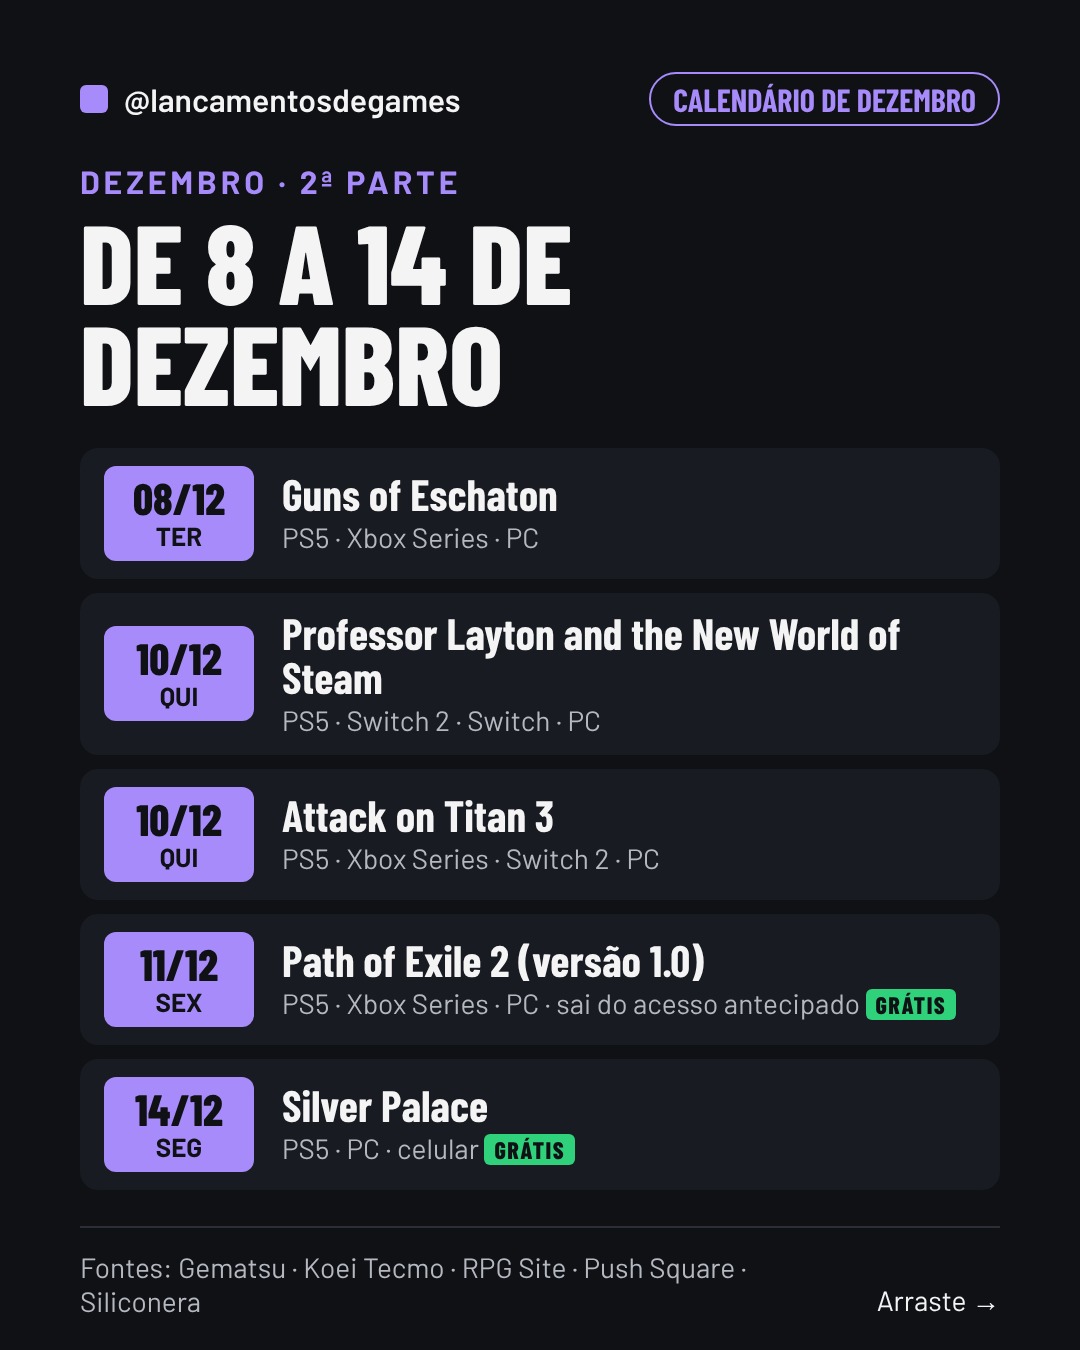 @lancamentosdegames
CALENDÁRIO DE DEZEMBRO
DEZEMBRO · 2ª PARTE
DE 8 A 14 DE
DEZEMBRO
08/12
TER
Guns of Eschaton
PS5 · Xbox Series · PC
10/12
QUI
Professor Layton and the New World of
Steam
PS5 · Switch 2 · Switch · PC
10/12
QUI
Attack on Titan 3
PS5 · Xbox Series · Switch 2 · PC
11/12
SEX
Path of Exile 2 (versão 1.0)
PS5 · Xbox Series · PC · sai do acesso antecipado GRÁTIS
14/12
SEG
Silver Palace
PS5 · PC · celular GRÁTIS
Fontes: Gematsu · Koei Tecmo · RPG Site · Push Square ·
Siliconera
Arraste →